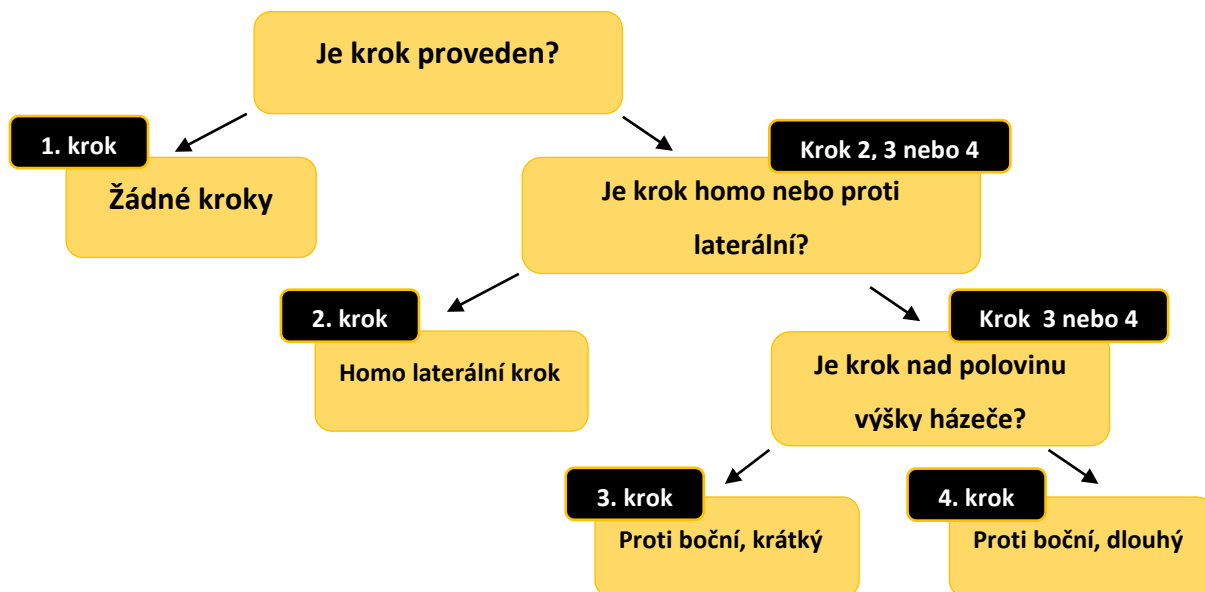 Je krok proveden?
1. krok
Žádné kroky
Krok 2, 3 nebo 4
Je krok homo nebo proti
laterální?
2. krok
Homo laterální krok
Krok  3 nebo 4
Je krok nad polovinu
výšky házeče?
3. krok
Proti boční, krátký
4. krok
Proti boční, dlouhý